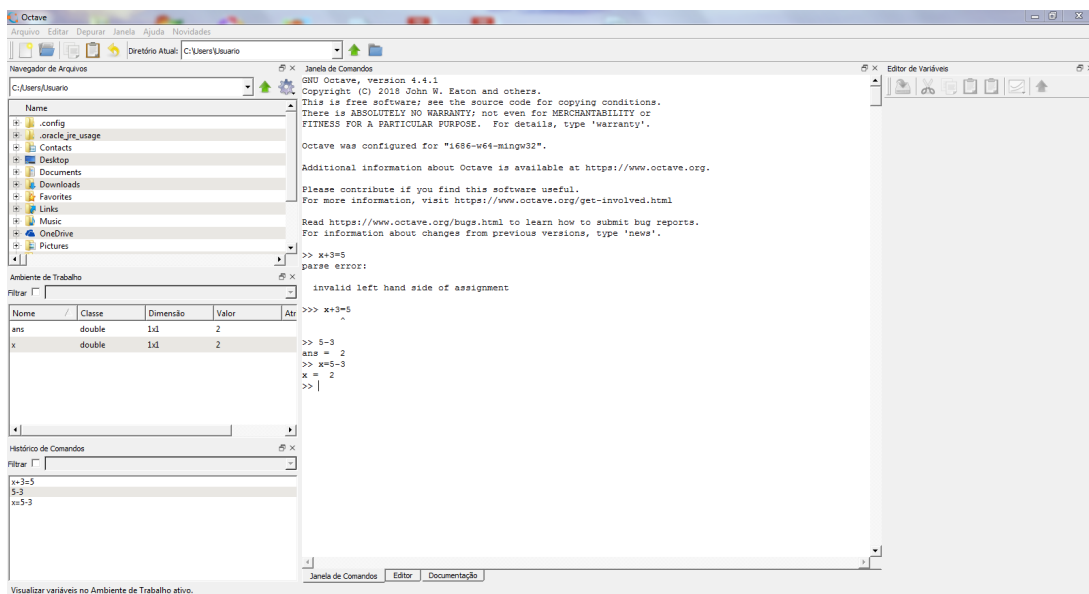 Octave
Arquivo Editar Depurar Janela Ajuda Novidades
Diretório Atual: C:\Users\Usuario
Navegador de Arquivos
C:/Users/Usuario
Name
.config
.oracle_jre_usage
Contacts
Desktop
Documents
Downloads
Favorites
Links
Music
OneDrive
Pictures
Ambiente de Trabalho
Filtrar
Nome Classe Dimensão Valor Atr
ans double 1x1 2
x double 1x1 2
Histórico de Comandos
Filtrar
x+3=5
5-3
x=5-3
Janela de Comandos
GNU Octave, version 4.4.1
Copyright (C) 2018 John W. Eaton and others.
This is free software; see the source code for copying conditions.
There is ABSOLUTELY NO WARRANTY; not even for MERCHANTABILITY or
FITNESS FOR A PARTICULAR PURPOSE.  For details, type 'warranty'.
Octave was configured for "i686-w64-mingw32".
Additional information about Octave is available at https://www.octave.org.
Please contribute if you find this software useful.
For more information, visit https://www.octave.org/get-involved.html
Read https://www.octave.org/bugs.html to learn how to submit bug reports.
For information about changes from previous versions, type 'news'.
>> x+3=5
parse error:
invalid left hand side of assignment
>>> x+3=5
^
>> 5-3
ans =  2
>> x=5-3
x =  2
>>
Janela de Comandos Editor Documentação
Editor de Variáveis
Visualizar variáveis no Ambiente de Trabalho ativo.